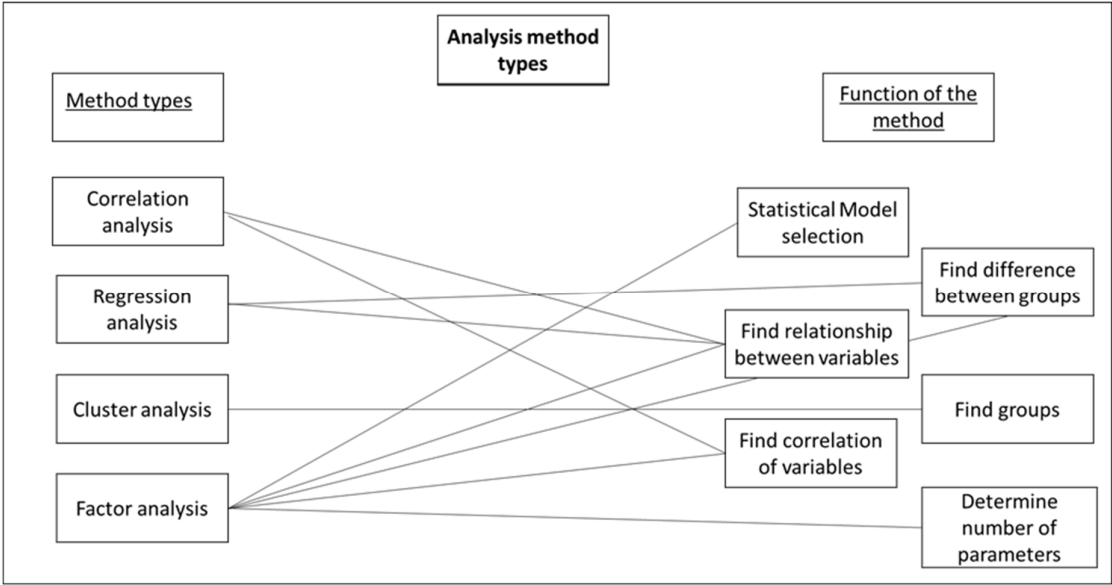 Analysis method
types
Method types
Function of the
method
Correlation
analysis
Regression
analysis
Cluster analysis
Factor analysis
Statistical Model
selection
Find difference
between groups
Find relationship
between variables
Find groups
Find correlation
of variables
Determine
number of
parameters